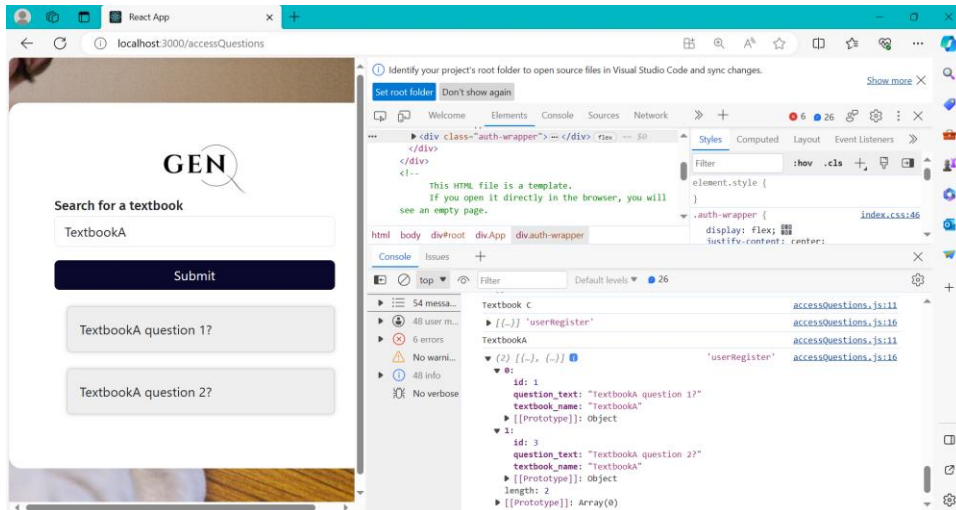 React App
localhost:3000/accessQuestions
GEN
Search for a textbook
TextbookA
Submit
TextbookA question 1?
TextbookA question 2?
Identify your project's root folder to open source files in Visual Studio Code and sync changes.
Show more
Set root folder Don't show again
Welcome Elements Console Sources Network 6 26
<div class="auth-wrapper"> … </div> flex == $0
</div>
</div>
<!--
This HTML file is a template.
If you open it directly in the browser, you will
see an empty page.
html body div#root div.App div.auth-wrapper
Styles Computed Layout Event Listeners
Filter :hov .cls
element.style {
}
.auth-wrapper { index.css:46
display: flex;
justify-content: center;
Console Issues
top Filter Default levels 26
54 messa...
48 user m...
6 errors
No warni...
48 info
No verbose
Textbook C accessQuestions.js:11
[{…}] 'userRegister' accessQuestions.js:16
TextbookA accessQuestions.js:11
(2) [{…}, {…}] 'userRegister' accessQuestions.js:16
0:
id: 1
question_text: "TextbookA question 1?"
textbook_name: "TextbookA"
[[Prototype]]: Object
1:
id: 3
question_text: "TextbookA question 2?"
textbook_name: "TextbookA"
[[Prototype]]: Object
length: 2
[[Prototype]]: Array(0)